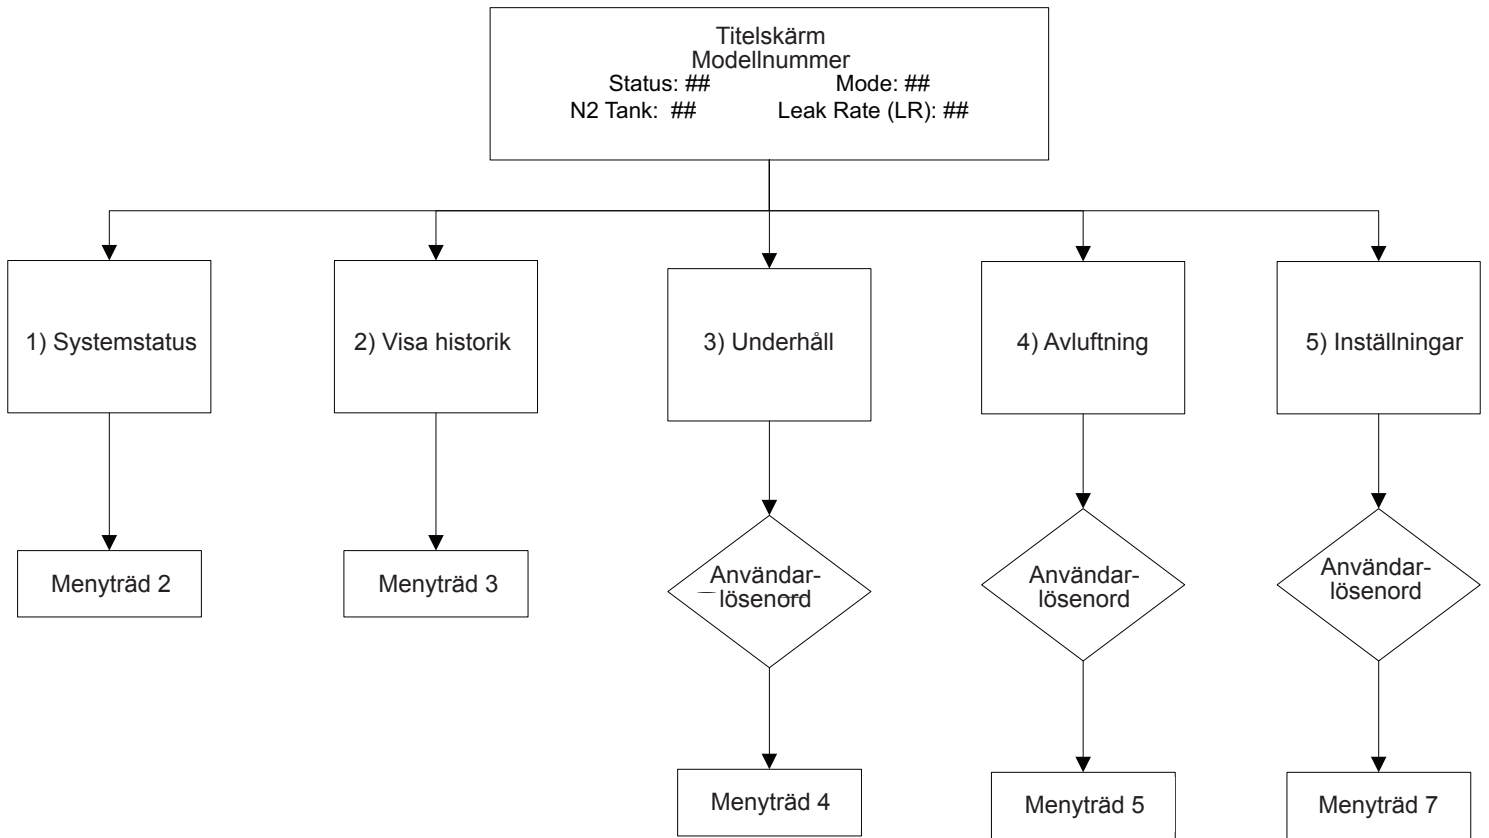 Titelskärm
Modellnummer
Status: ## Mode: ##
N2 Tank: ## Leak Rate (LR): ##
1) Systemstatus
2) Visa historik
3) Underhåll
4) Avluftning
5) Inställningar
Menyträd 2
Menyträd 3
Användar-
lösenord
Användar-
lösenord
Användar-
lösenord
Menyträd 4
Menyträd 5
Menyträd 7